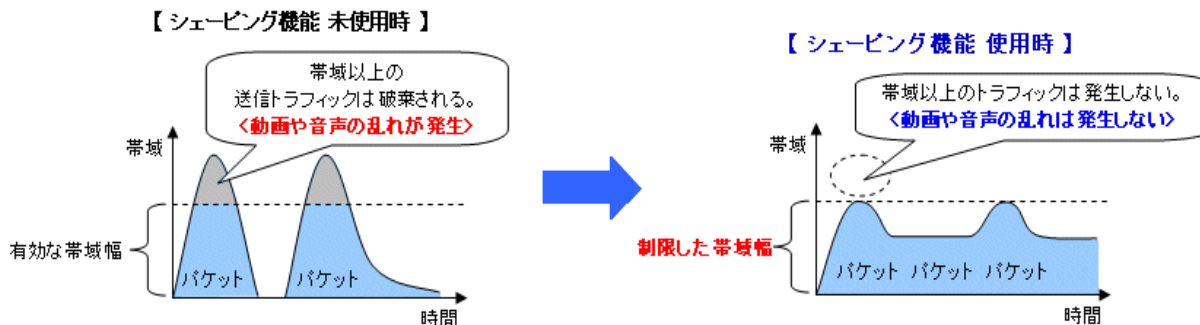 【 シェーピング機能 未使用時 】
帯域以上の
送信トラフィックは破棄される。
<動画や音声の乱れが発生>
帯域
有効な帯域幅
パケット
パケット
時間
【 シェーピング機能 使用時 】
帯域以上のトラフィックは発生しない。
<動画や音声の乱れは発生しない>
帯域
制限した帯域幅
パケット
パケット
パケット
時間